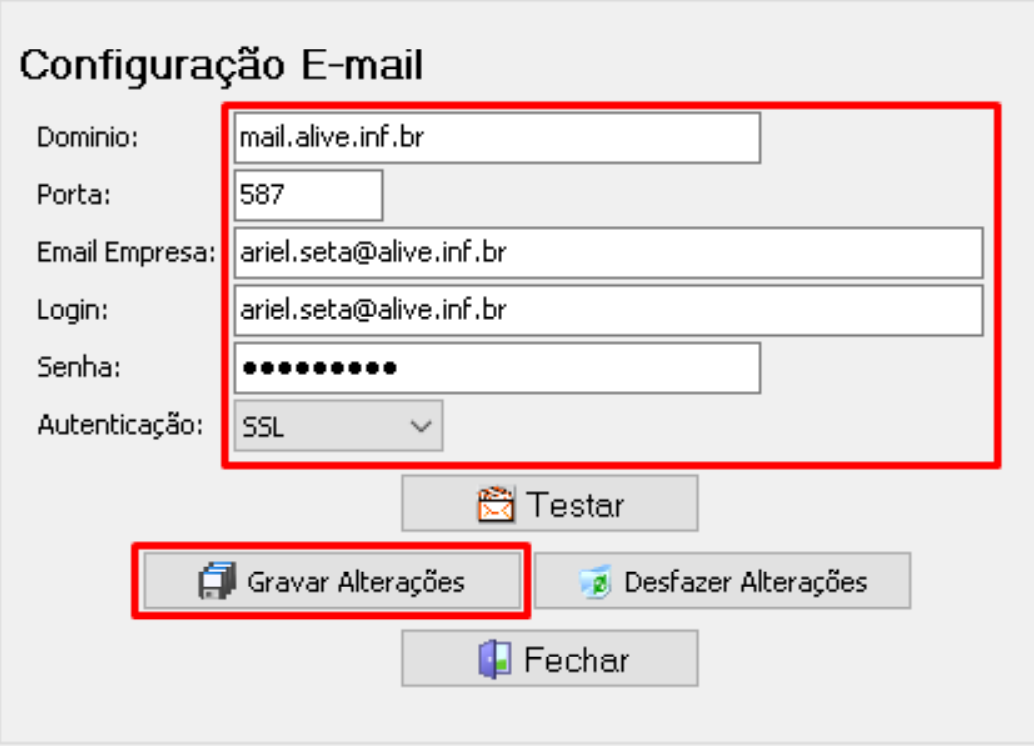 Configuração E-mail
Dominio: mail.alive.inf.br
Porta: 587
Email Empresa: ariel.seta@alive.inf.br
Login: ariel.seta@alive.inf.br
Senha: •••••••••
Autenticação: SSL
Testar
Gravar Alterações Desfazer Alterações
Fechar